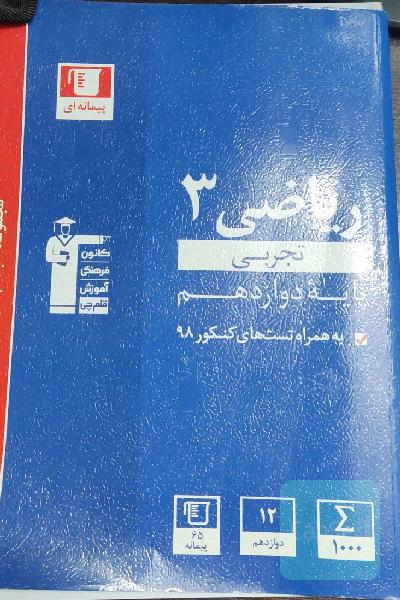 پیمانه ای
ریاضی ۳
تجربی
پایه دوازدهم
به همراه تست‌های کنکور ۹۸
کانون
فرهنگی
آموزش
قلم‌چی
۶۵
پیمانه
۱۲
دوازدهم
Σ
۱۰۰۰